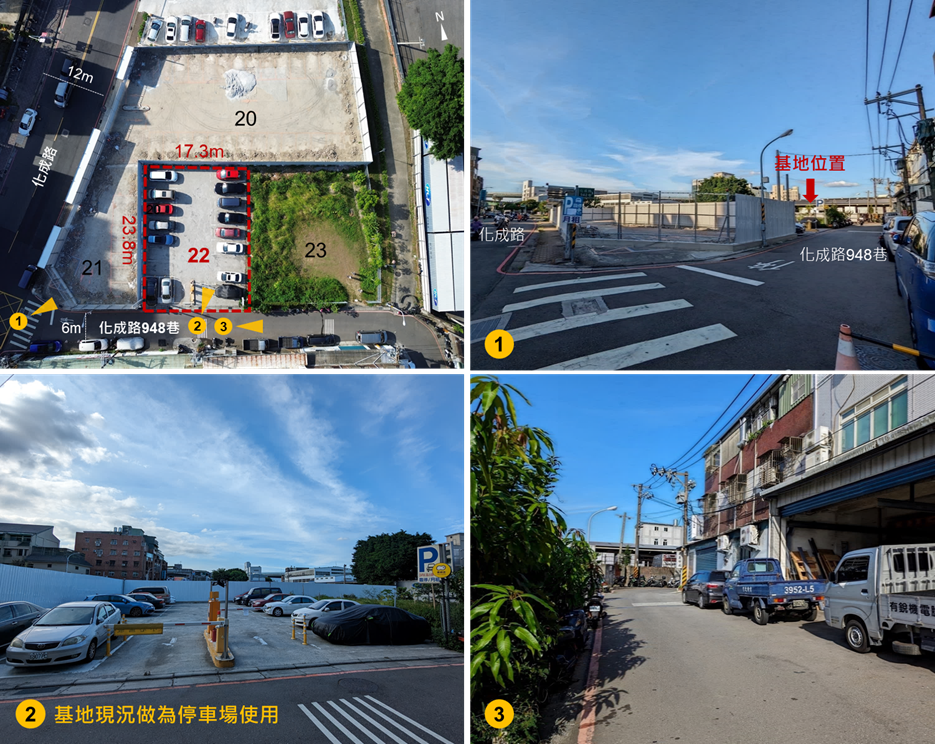 N
12m
化成路
20
17.3m
23.8m
22
21
23
1
6m
化成路948巷
2
3
基地位置
化成路
化成路948巷
P
1
P
2 基地現況做為停車場使用
3952-L5
有銳機電
3